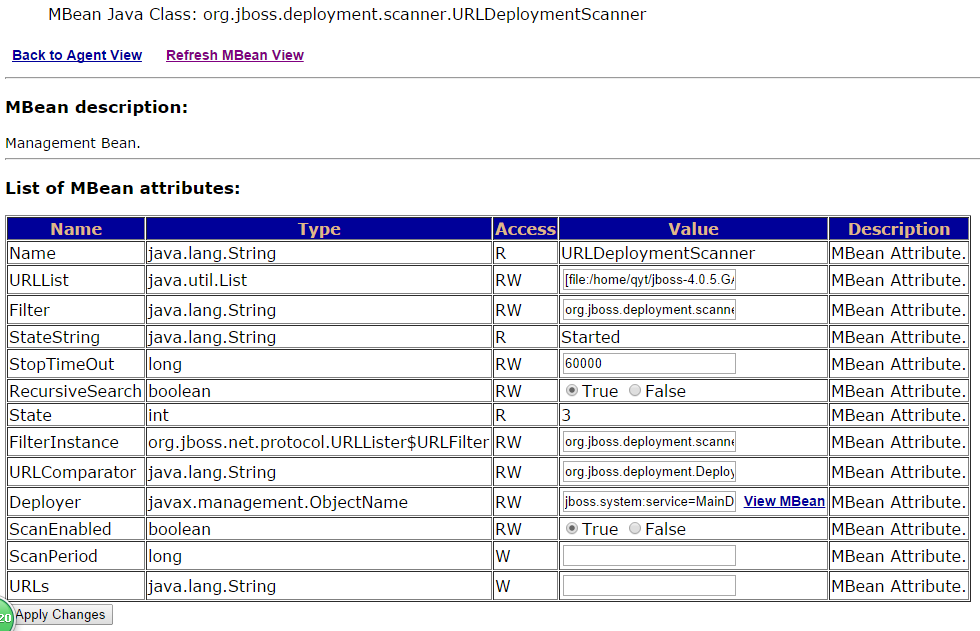 MBean Java Class: org.jboss.deployment.scanner.URLDeploymentScanner
Back to Agent View Refresh MBean View
MBean description:
Management Bean.
List of MBean attributes:
Name Type Access Value Description
Name java.lang.String R URLDeploymentScanner MBean Attribute.
URLList java.util.List RW [file:/home/qyt/jboss-4.0.5.GA MBean Attribute.
Filter java.lang.String RW org.jboss.deployment.scanne MBean Attribute.
StateString java.lang.String R Started MBean Attribute.
StopTimeOut long RW 60000 MBean Attribute.
RecursiveSearch boolean RW True False MBean Attribute.
State int R 3 MBean Attribute.
FilterInstance org.jboss.net.protocol.URLLister$URLFilter RW org.jboss.deployment.scanne MBean Attribute.
URLComparator java.lang.String RW org.jboss.deployment.Deploy MBean Attribute.
Deployer javax.management.ObjectName RW jboss.system:service=MainD View MBean MBean Attribute.
ScanEnabled boolean RW True False MBean Attribute.
ScanPeriod long W MBean Attribute.
URLs java.lang.String W MBean Attribute.
20 Apply Changes